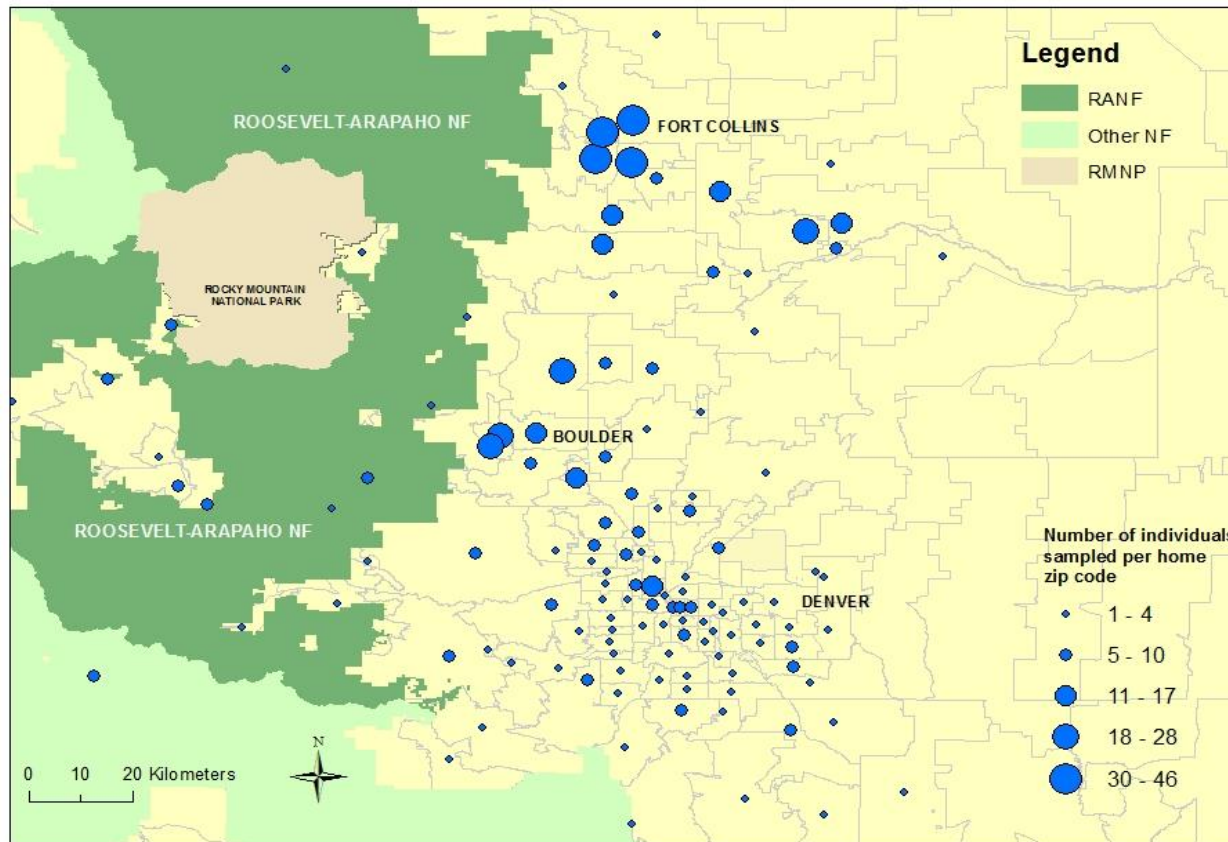 Legend
RANF
Other NF
RMNP
ROOSEVELT-ARAPAHO NF
FORT COLLINS
ROCKY MOUNTAIN
NATIONAL PARK
BOULDER
ROOSEVELT-ARAPAHO NF
DENVER
Number of individuals
sampled per home
zip code
1 - 4
5 - 10
11 - 17
18 - 28
30 - 46
N
0 10 20 Kilometers